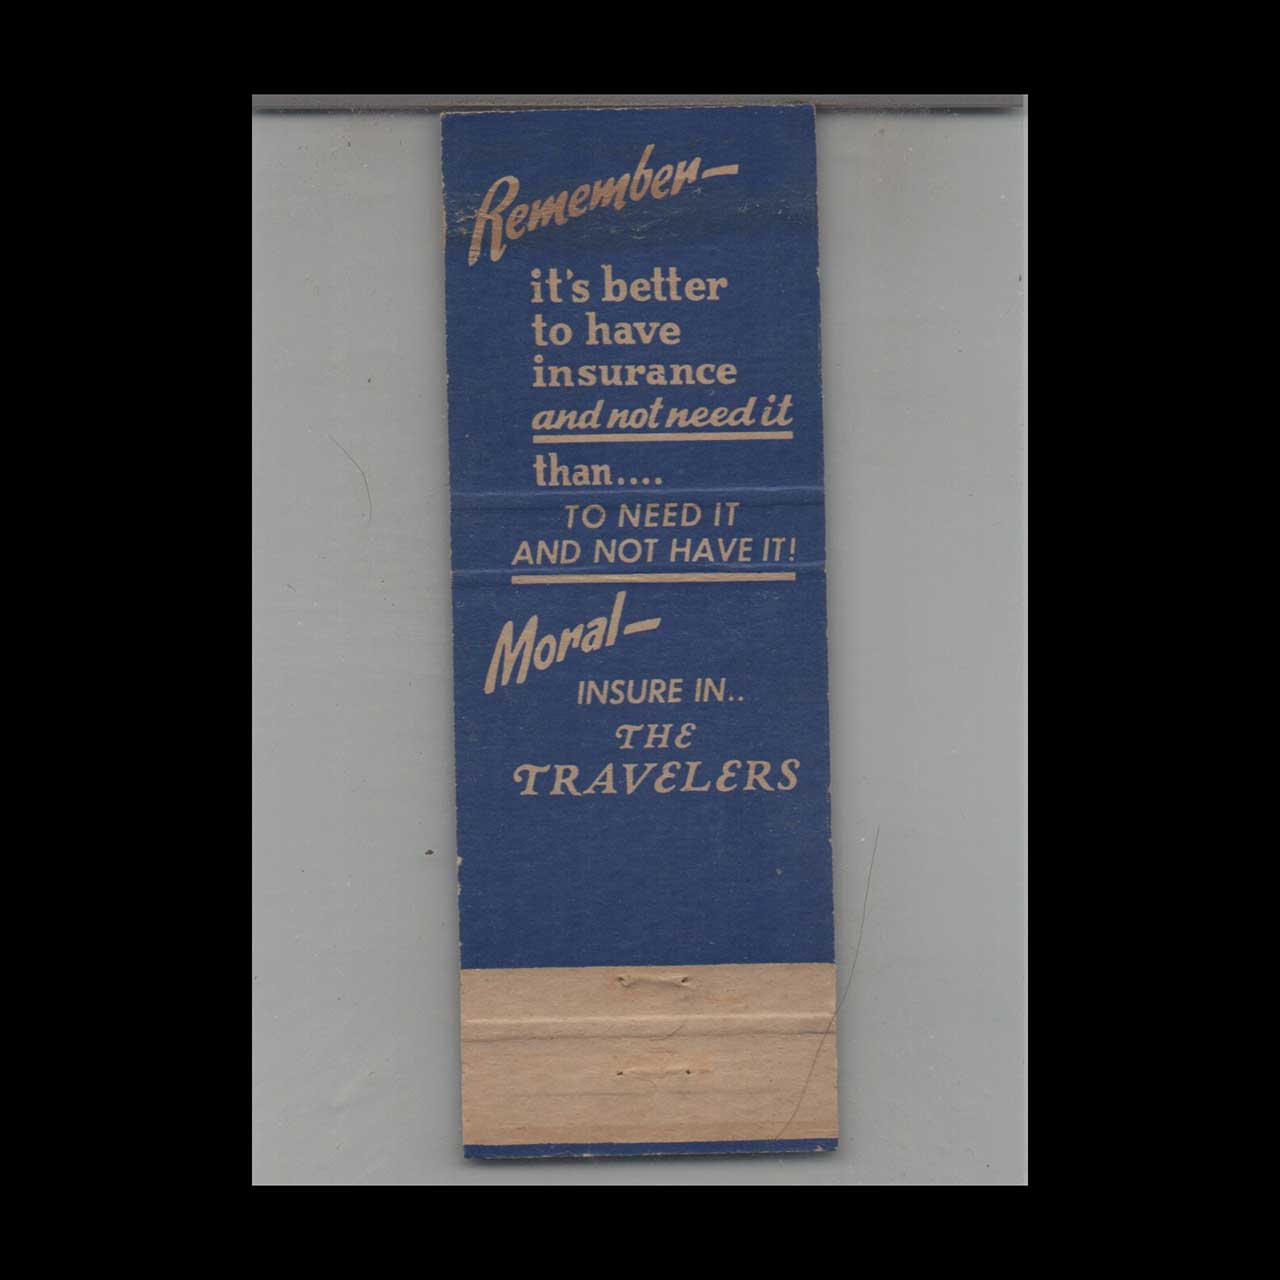 Remember—
it's better
to have
insurance
and not need it
than....
TO NEED IT
AND NOT HAVE IT!
Moral—
INSURE IN..
THE
TRAVELERS